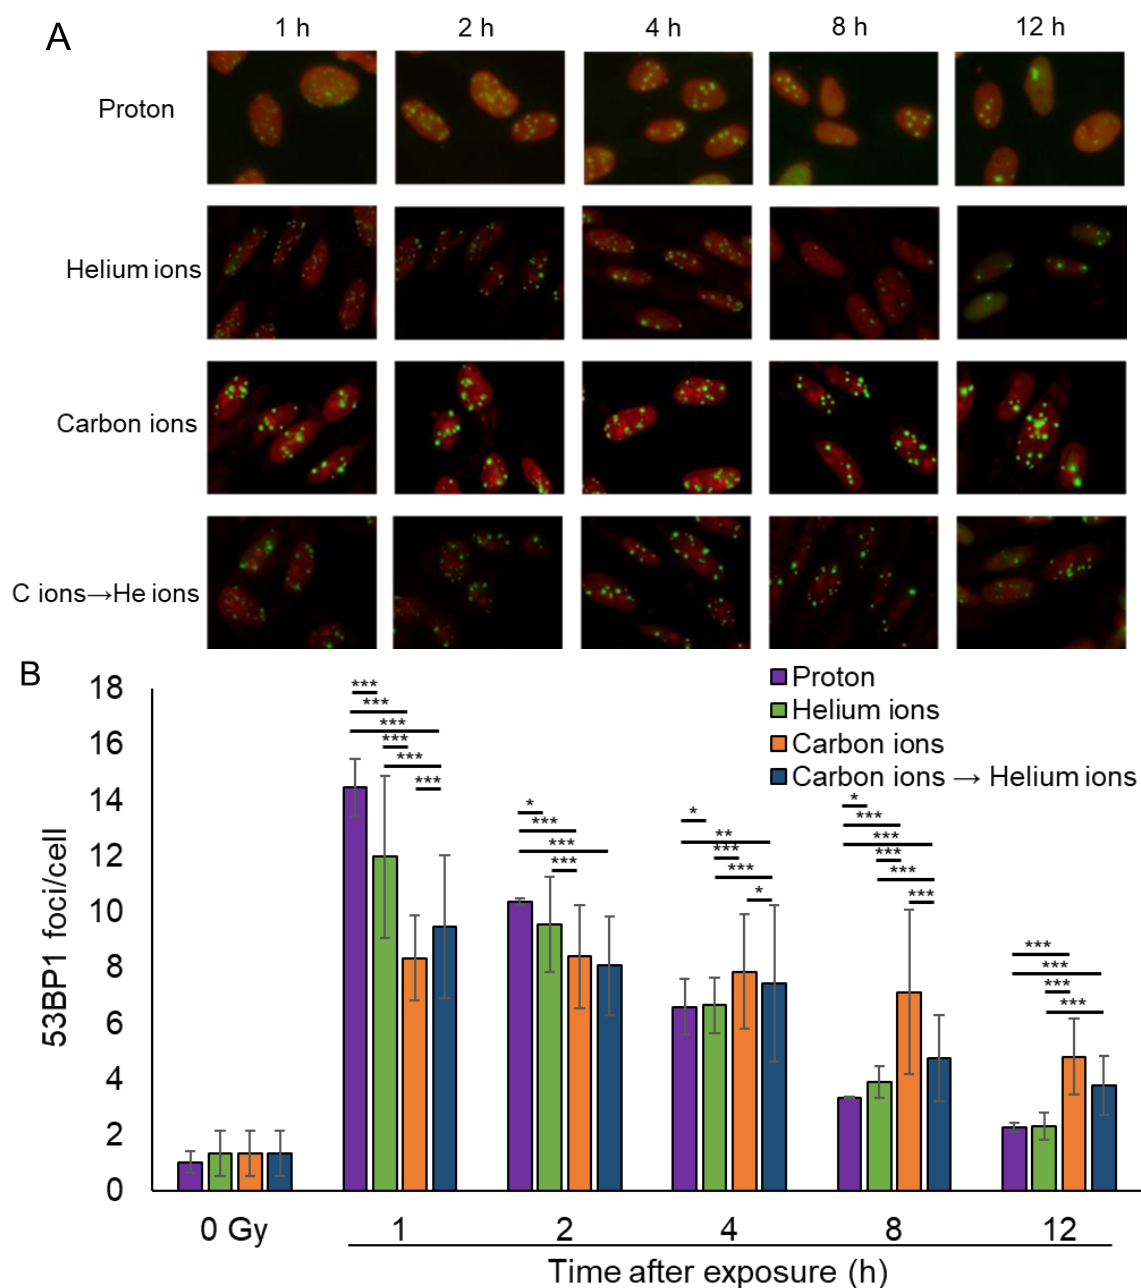 A
1 h 2 h 4 h 8 h 12 h
Proton
Helium ions
Carbon ions
C ions→He ions
B
Proton
Helium ions
Carbon ions
Carbon ions → Helium ions
18
16
14
12
10
8
6
4
2
0
53BP1 foci/cell
***
***
***
***
***
***
*
***
***
***
*
**
***
***
*
*
***
***
***
***
***
***
***
***
***
0 Gy 1 2 4 8 12
Time after exposure (h)